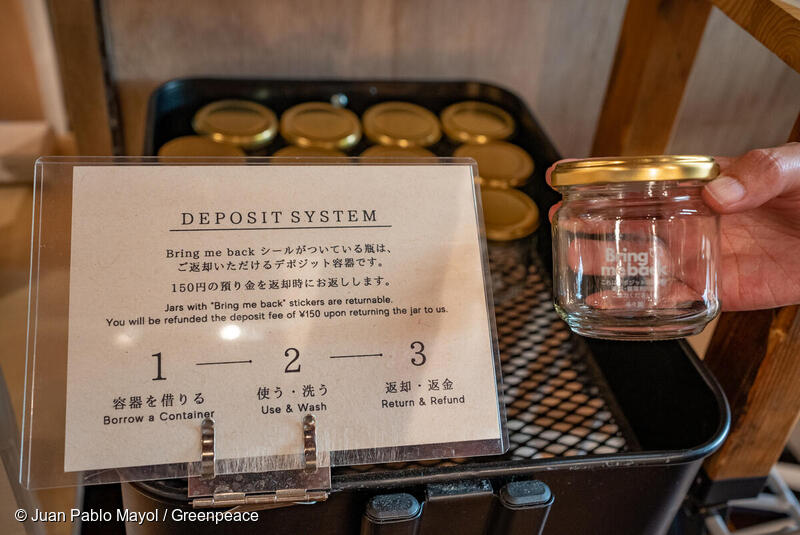 DEPOSIT SYSTEM
Bring me back シールがついている瓶は、
ご返却いただけるデポジット容器です。
150円の預り金を返却時にお返しします。
Jars with "Bring me back" stickers are returnable.
You will be refunded the deposit fee of ¥150 upon returning the jar to us.
1 2 3
容器を借りる 使う・洗う 返却・返金
Borrow a Container Use & Wash Return & Refund
Bring
me back
© Juan Pablo Mayol / Greenpeace